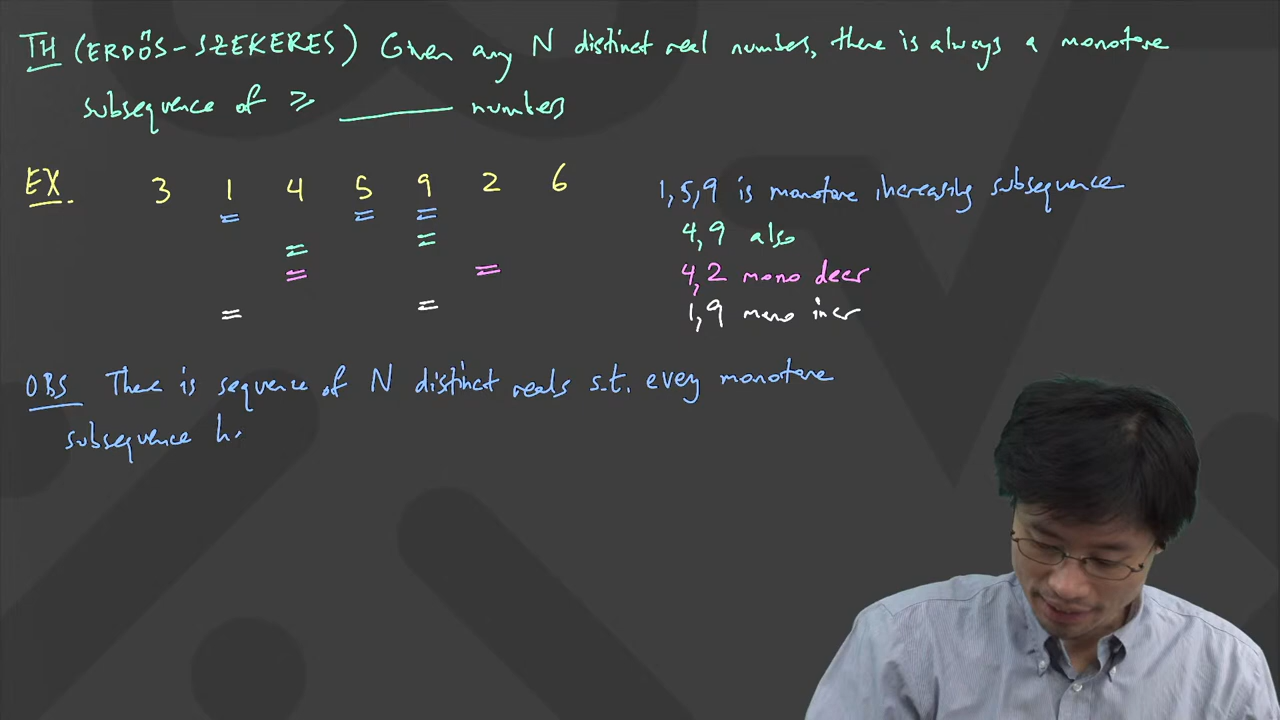 TH (ERDŐS-SZEKERES) Given any N distinct real numbers, there is always a monotone
subsequence of ≥ ________ numbers
EX. 3 1 4 5 9 2 6
1,5,9 is monotone increasing subsequence
4,9 also
4,2 mono decr
1,9 mono incr
OBS There is sequence of N distinct reals s.t. every monotone
subsequence h